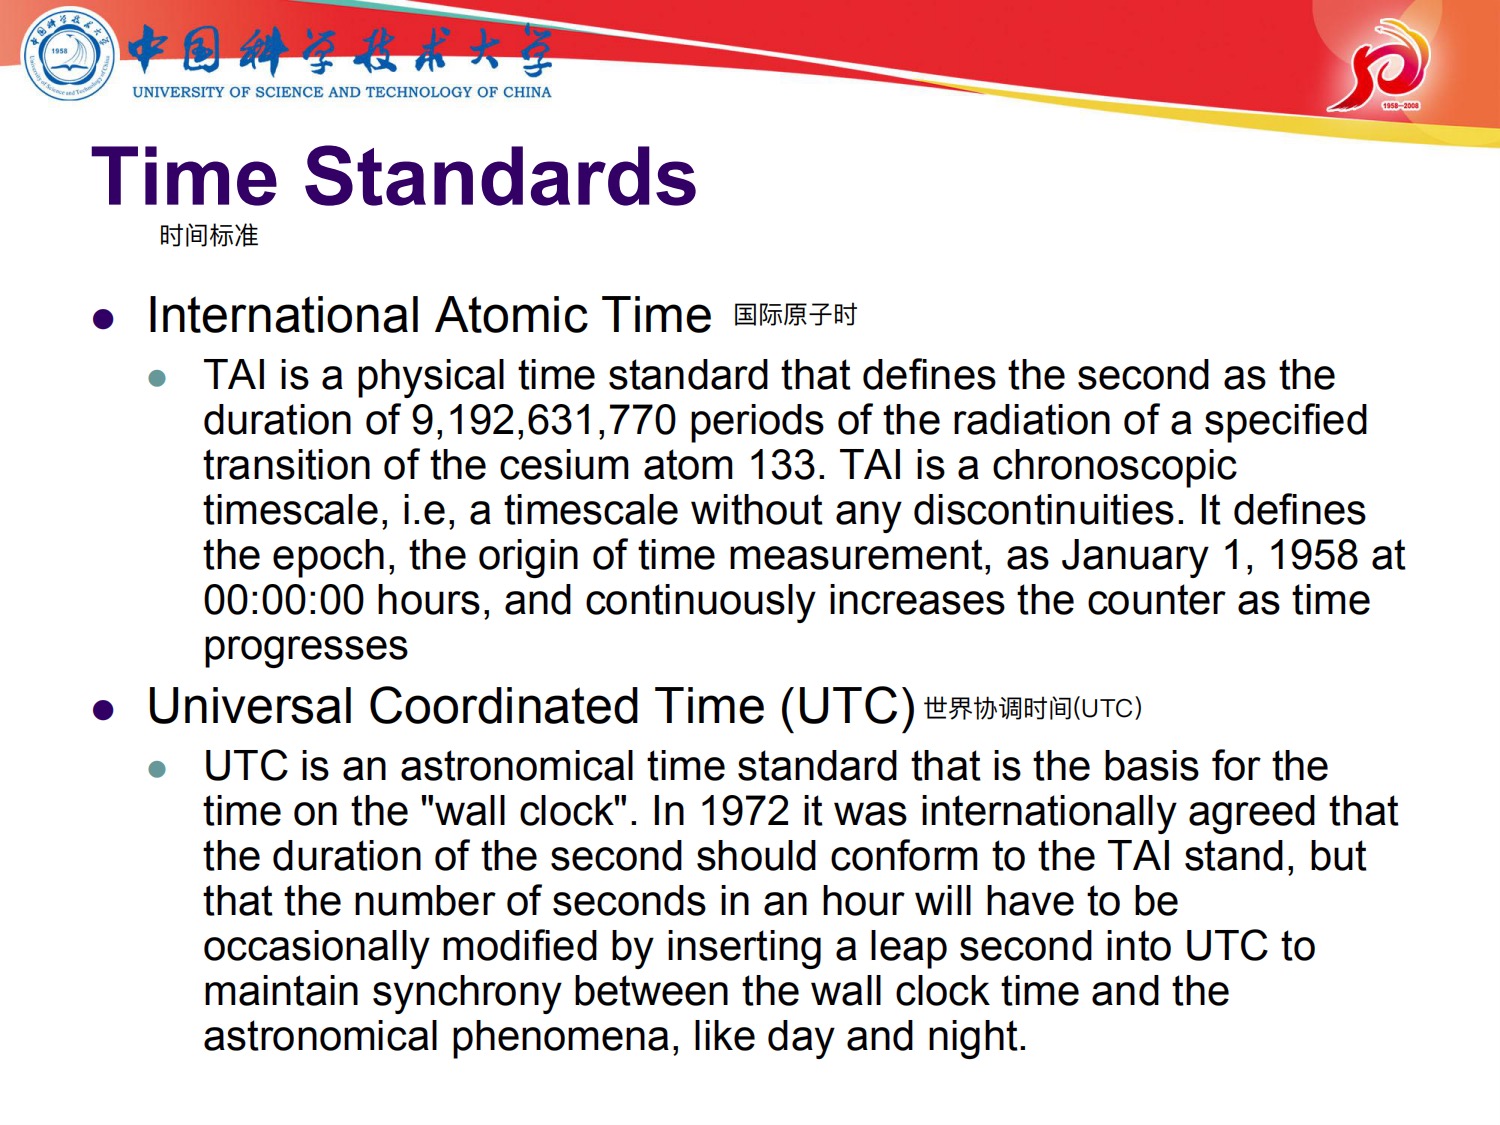 中国科学技术大学
UNIVERSITY OF SCIENCE AND TECHNOLOGY OF CHINA
1958
1958—2008
Time Standards
时间标准
International Atomic Time 国际原子时
TAI is a physical time standard that defines the second as the
duration of 9,192,631,770 periods of the radiation of a specified
transition of the cesium atom 133. TAI is a chronoscopic
timescale, i.e, a timescale without any discontinuities. It defines
the epoch, the origin of time measurement, as January 1, 1958 at
00:00:00 hours, and continuously increases the counter as time
progresses
Universal Coordinated Time (UTC) 世界协调时间(UTC)
UTC is an astronomical time standard that is the basis for the
time on the "wall clock". In 1972 it was internationally agreed that
the duration of the second should conform to the TAI stand, but
that the number of seconds in an hour will have to be
occasionally modified by inserting a leap second into UTC to
maintain synchrony between the wall clock time and the
astronomical phenomena, like day and night.